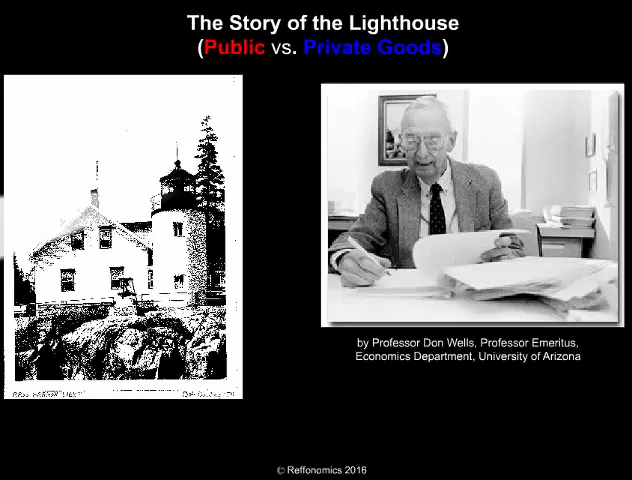 The Story of the Lighthouse
(Public vs. Private Goods)
by Professor Don Wells, Professor Emeritus,
Economics Department, University of Arizona
© Reffonomics 2016